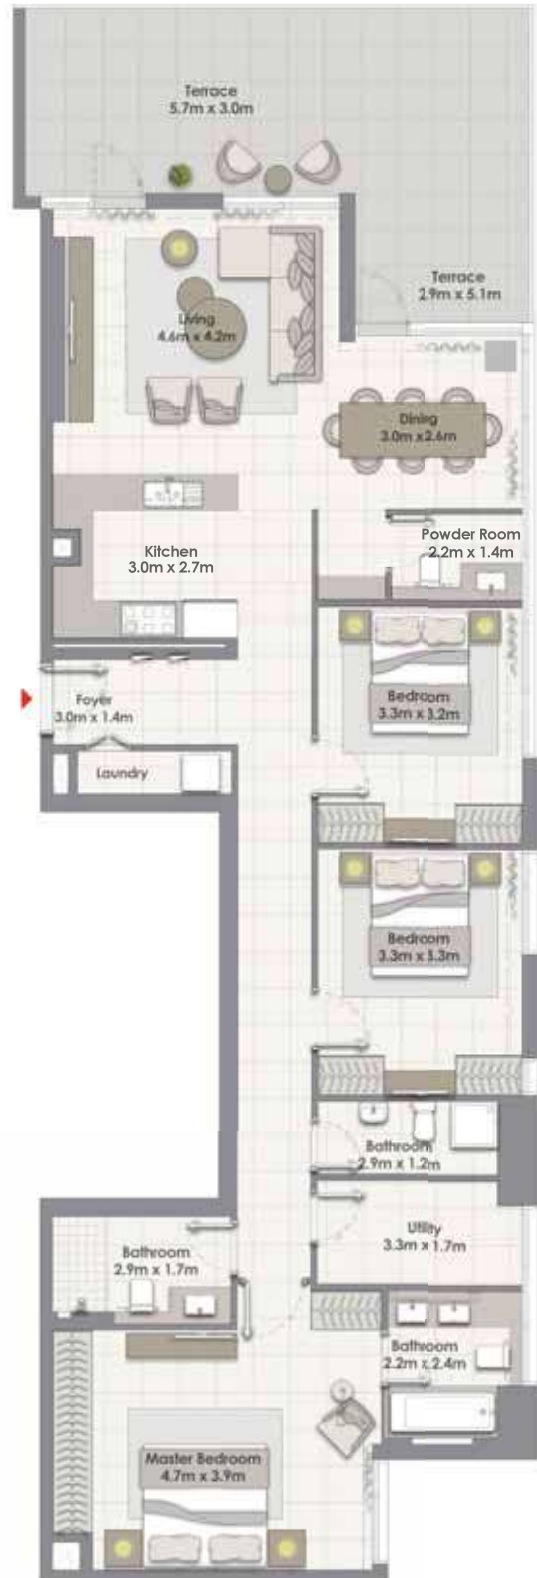 Terrace
5.7m x 3.0m
Terrace
2.9m x 5.1m
Living
4.6m x 4.2m
Dining
3.0m x 2.6m
Powder Room
2.2m x 1.4m
Kitchen
3.0m x 2.7m
Bedroom
3.3m x 3.2m
Foyer
3.0m x 1.4m
Laundry
Bedroom
3.3m x 3.3m
Bathroom
2.9m x 1.2m
Utility
3.3m x 1.7m
Bathroom
2.9m x 1.7m
Bathroom
2.2m x 2.4m
Master Bedroom
4.7m x 3.9m